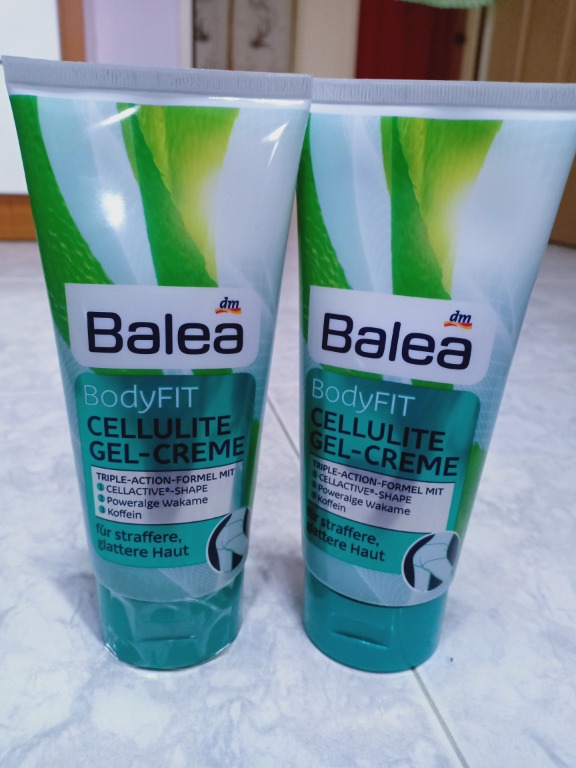 dm
Balea
BodyFIT
CELLULITE
GEL-CREME
TRIPLE-ACTION-FORMEL MIT
CELLACTIVE®-SHAPE
Poweralge Wakame
Koffein
für straffere,
glattere Haut
dm
Balea
BodyFIT
CELLULITE
GEL-CREME
TRIPLE-ACTION-FORMEL MIT
CELLACTIVE®-SHAPE
Poweralge Wakame
Koffein
für straffere,
glattere Haut